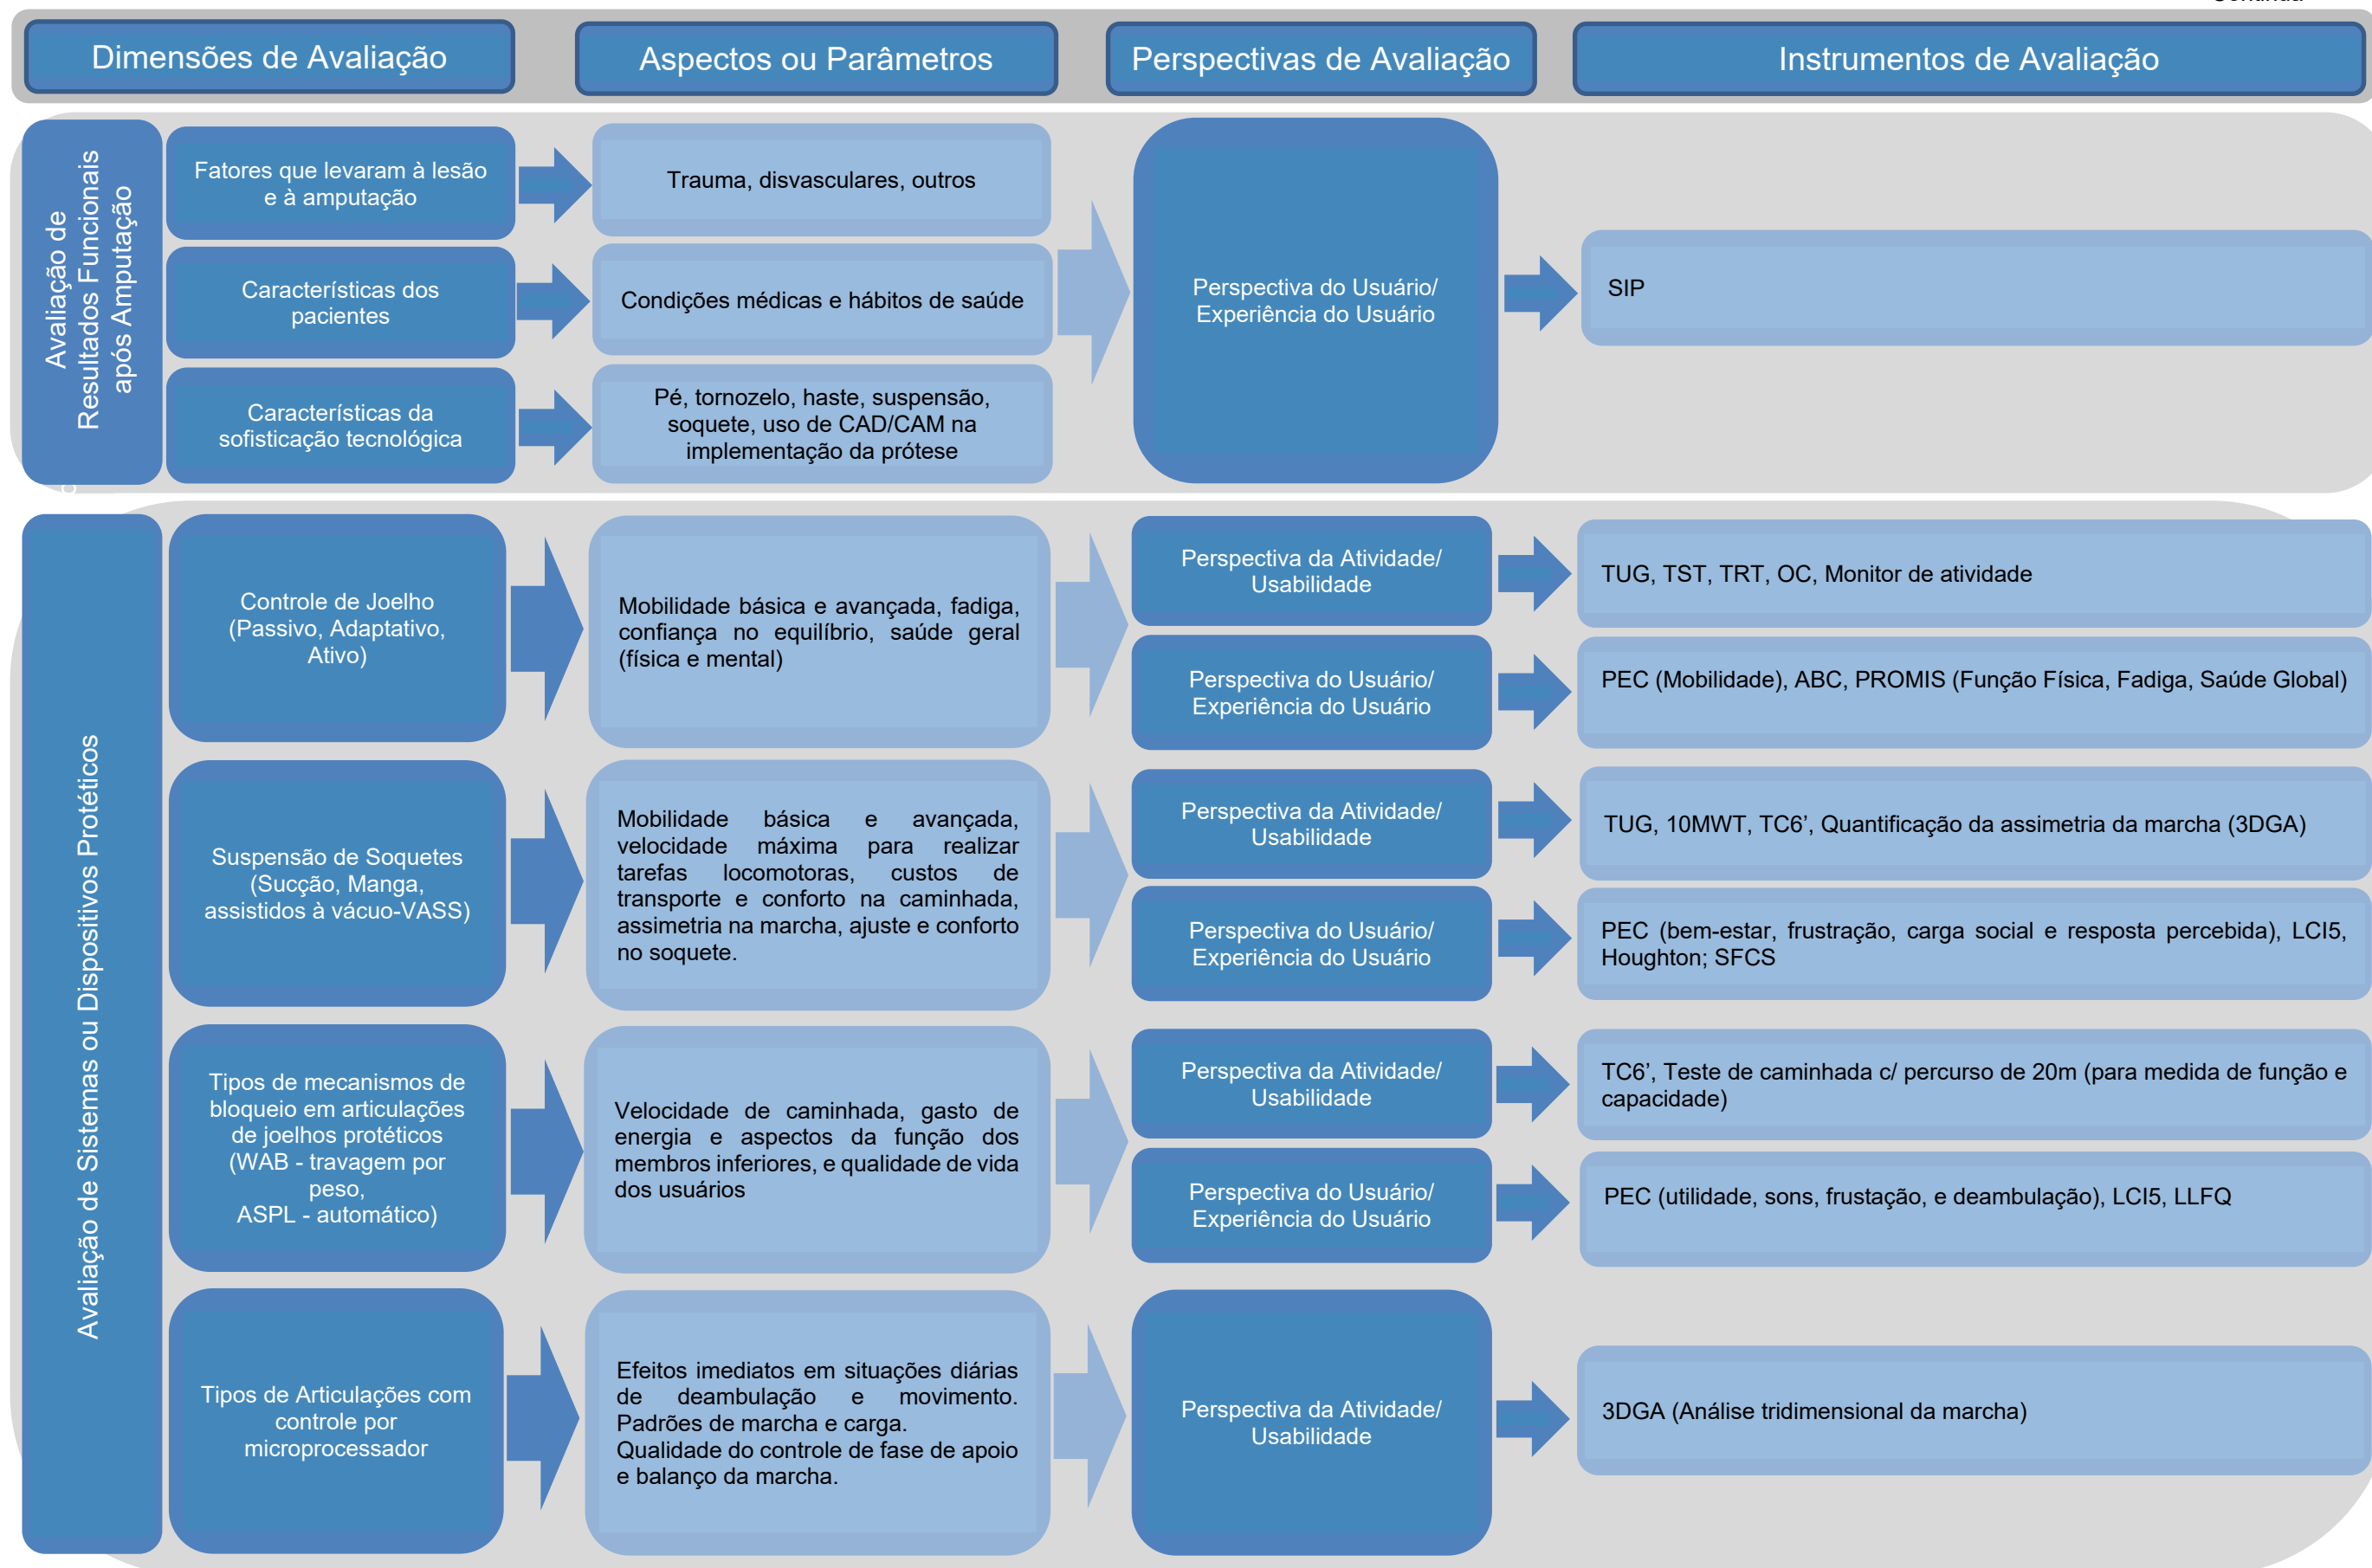 Dimensões de Avaliação
Aspectos ou Parâmetros
Perspectivas de Avaliação
Instrumentos de Avaliação
Avaliação de
Resultados Funcionais
após Amputação
Fatores que levaram à lesão
e à amputação
Trauma, disvasculares, outros
Características dos
pacientes
Condições médicas e hábitos de saúde
Características da
sofisticação tecnológica
Pé, tornozelo, haste, suspensão,
soquete, uso de CAD/CAM na
implementação da prótese
Perspectiva do Usuário/
Experiência do Usuário
SIP
Avaliação de Sistemas ou Dispositivos Protéticos
Controle de Joelho
(Passivo, Adaptativo,
Ativo)
Mobilidade básica e avançada, fadiga,
confiança no equilíbrio, saúde geral
(física e mental)
Perspectiva da Atividade/
Usabilidade
TUG, TST, TRT, OC, Monitor de atividade
Perspectiva do Usuário/
Experiência do Usuário
PEC (Mobilidade), ABC, PROMIS (Função Física, Fadiga, Saúde Global)
Suspensão de Soquetes
(Sucção, Manga,
assistidos à vácuo-VASS)
Mobilidade básica e avançada,
velocidade máxima para realizar
tarefas locomotoras, custos de
transporte e conforto na caminhada,
assimetria na marcha, ajuste e conforto
no soquete.
Perspectiva da Atividade/
Usabilidade
TUG, 10MWT, TC6’, Quantificação da assimetria da marcha (3DGA)
Perspectiva do Usuário/
Experiência do Usuário
PEC (bem-estar, frustração, carga social e resposta percebida), LCI5,
Houghton; SFCS
Tipos de mecanismos de
bloqueio em articulações
de joelhos protéticos
(WAB - travagem por
peso,
ASPL - automático)
Velocidade de caminhada, gasto de
energia e aspectos da função dos
membros inferiores, e qualidade de vida
dos usuários
Perspectiva da Atividade/
Usabilidade
TC6’, Teste de caminhada c/ percurso de 20m (para medida de função e
capacidade)
Perspectiva do Usuário/
Experiência do Usuário
PEC (utilidade, sons, frustação, e deambulação), LCI5, LLFQ
Tipos de Articulações com
controle por
microprocessador
Efeitos imediatos em situações diárias
de deambulação e movimento.
Padrões de marcha e carga.
Qualidade do controle de fase de apoio
e balanço da marcha.
Perspectiva da Atividade/
Usabilidade
3DGA (Análise tridimensional da marcha)